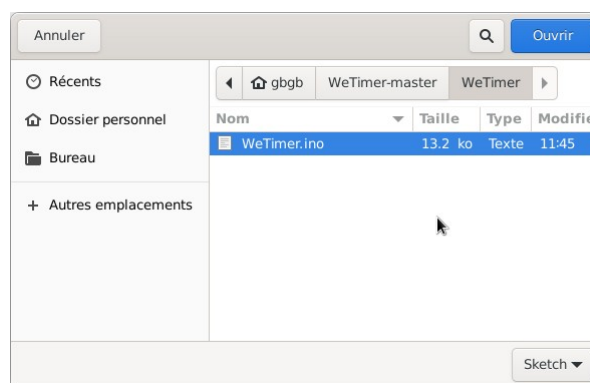 Annuler
Ouvrir
Récents
gbgb WeTimer-master WeTimer
Dossier personnel
Nom Taille Type Modifié
WeTimer.ino 13.2 ko Texte 11:45
Bureau
+ Autres emplacements
Sketch